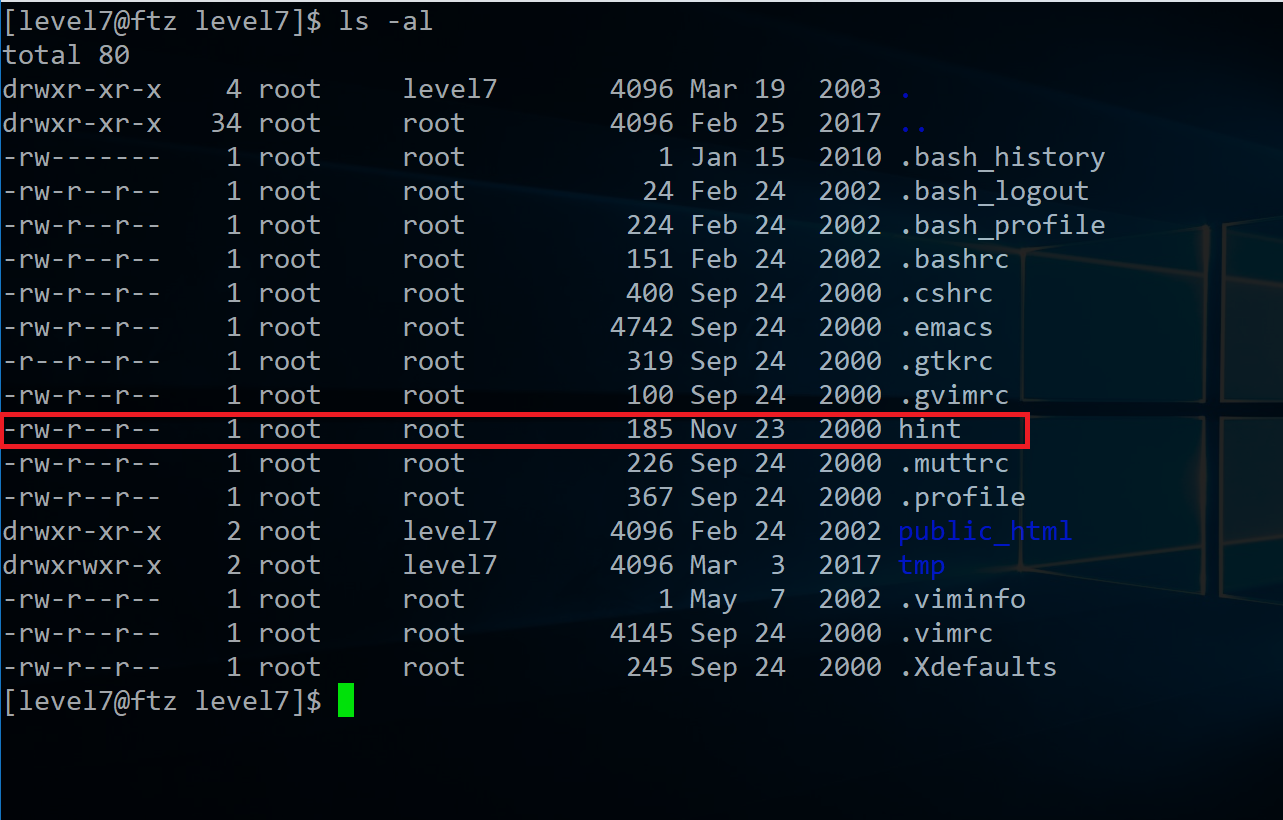 [level7@ftz level7]$ ls -al
total 80
drwxr-xr-x    4 root     level7       4096 Mar 19  2003 .
drwxr-xr-x   34 root     root         4096 Feb 25  2017 ..
-rw-------    1 root     root            1 Jan 15  2010 .bash_history
-rw-r--r--    1 root     root           24 Feb 24  2002 .bash_logout
-rw-r--r--    1 root     root          224 Feb 24  2002 .bash_profile
-rw-r--r--    1 root     root          151 Feb 24  2002 .bashrc
-rw-r--r--    1 root     root          400 Sep 24  2000 .cshrc
-rw-r--r--    1 root     root         4742 Sep 24  2000 .emacs
-r--r--r--    1 root     root          319 Sep 24  2000 .gtkrc
-rw-r--r--    1 root     root          100 Sep 24  2000 .gvimrc
-rw-r--r--    1 root     root          185 Nov 23  2000 hint
-rw-r--r--    1 root     root          226 Sep 24  2000 .muttrc
-rw-r--r--    1 root     root          367 Sep 24  2000 .profile
drwxr-xr-x    2 root     level7       4096 Feb 24  2002 public_html
drwxrwxr-x    2 root     level7       4096 Mar  3  2017 tmp
-rw-r--r--    1 root     root            1 May  7  2002 .viminfo
-rw-r--r--    1 root     root         4145 Sep 24  2000 .vimrc
-rw-r--r--    1 root     root          245 Sep 24  2000 .Xdefaults
[level7@ftz level7]$